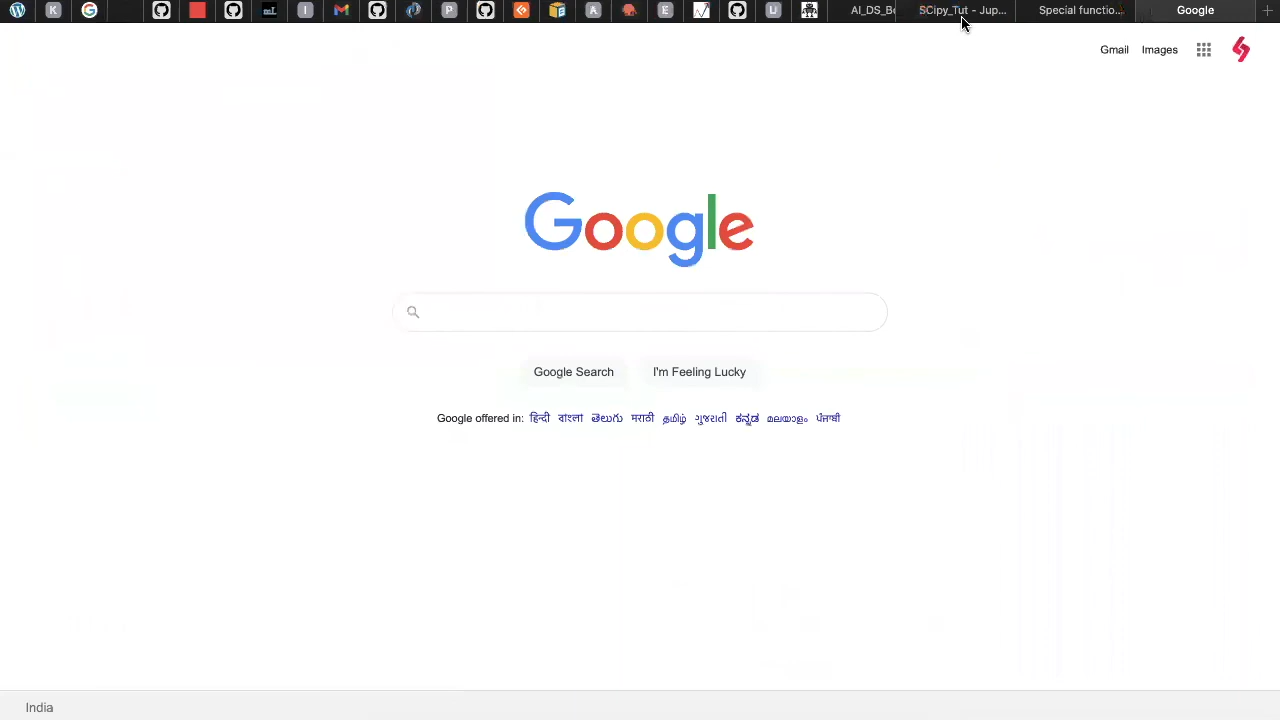 K I P A E U AI_DS_Bo SCipy_Tut - Jup... Special functio... Google
Gmail Images
Google
Google Search I'm Feeling Lucky
Google offered in: हिन्दी বাংলা తెలుగు मराठी தமிழ் ગુજરાતી ಕನ್ನಡ മലയാളം ਪੰਜਾਬੀ
India